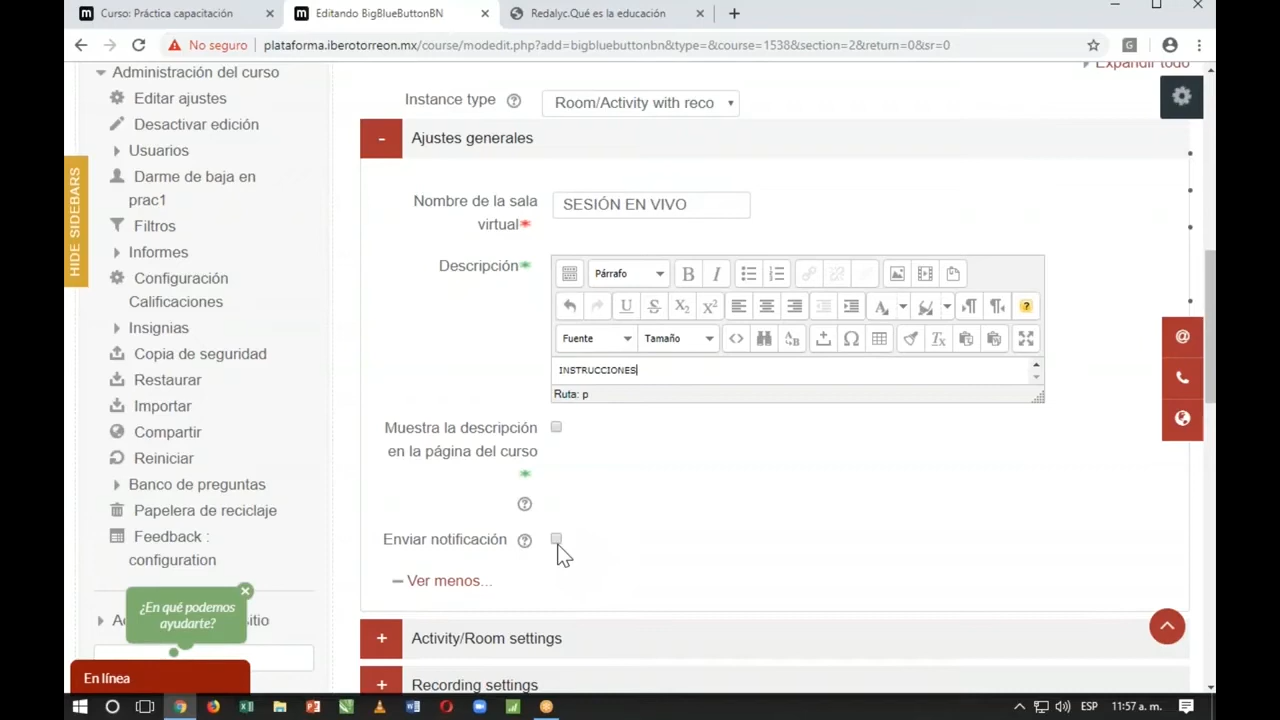 Curso: Práctica capacitación
Editando BigBlueButtonBN
Redalyc.Qué es la educación
No seguro
plataforma.iberotorreon.mx/course/modedit.php?add=bigbluebuttonbn&type=&course=1538&section=2&return=0&sr=0
Administración del curso
Editar ajustes
Desactivar edición
Usuarios
Darme de baja en
prac1
Filtros
Informes
Configuración
Calificaciones
Insignias
Copia de seguridad
Restaurar
Importar
Compartir
Reiniciar
Banco de preguntas
Papelera de reciclaje
Feedback :
configuration
¿En qué podemos
ayudarte?
itio
En línea
HIDE SIDEBARS
Expandir todo
Instance type
Room/Activity with reco
Ajustes generales
Nombre de la sala
virtual
SESIÓN EN VIVO
Descripción
Párrafo
Fuente
Tamaño
INSTRUCCIONES
Ruta: p
Muestra la descripción
en la página del curso
Enviar notificación
Ver menos...
Activity/Room settings
Recording settings
ESP
11:57 a. m.